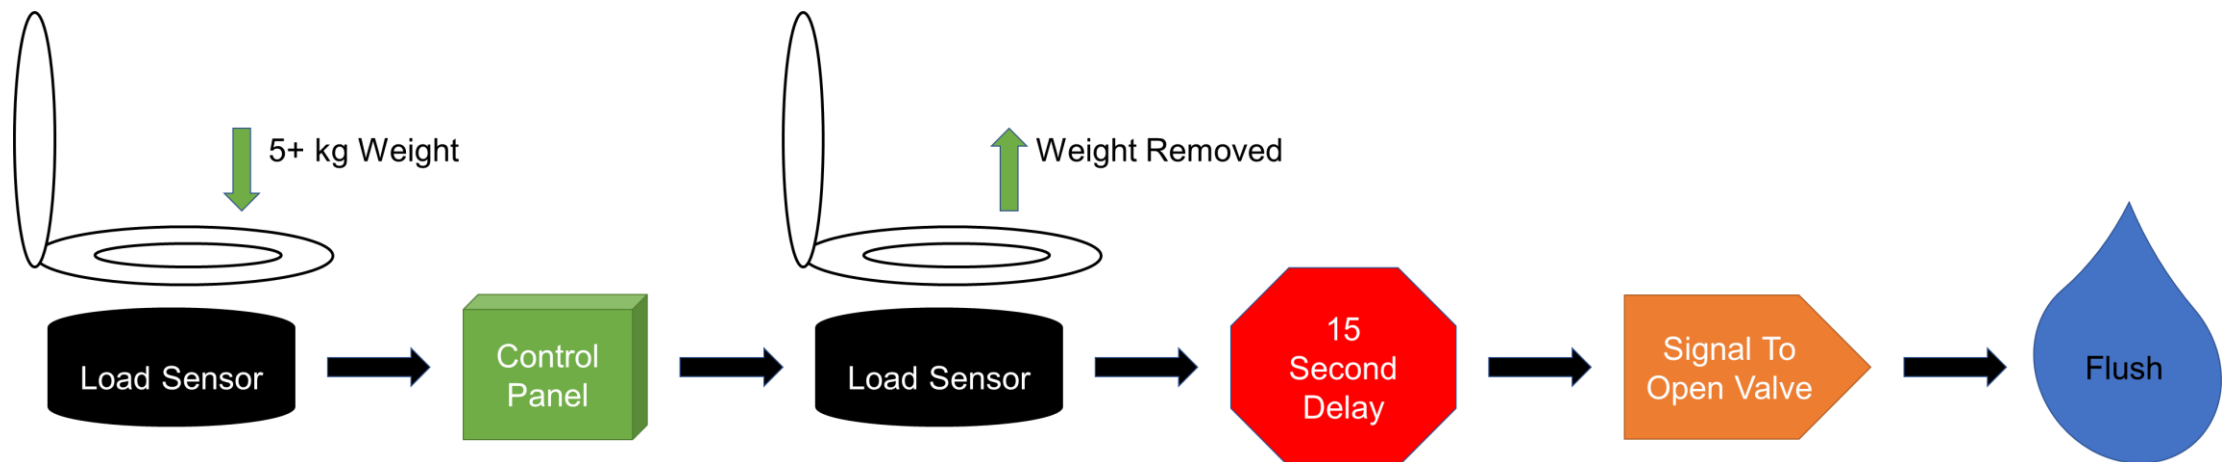 5+ kg Weight
Load Sensor
Control
Panel
Weight Removed
Load Sensor
15
Second
Delay
Signal To
Open Valve
Flush